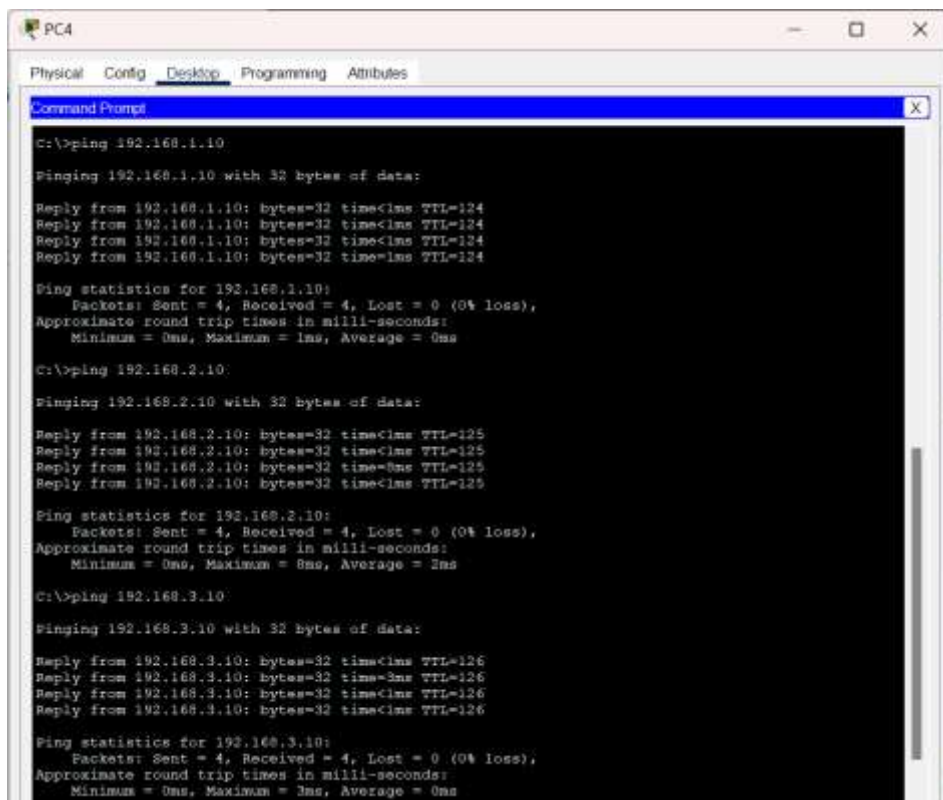 PC4
Physical Config Desktop Programming Attributes
Command Prompt X
C:\>ping 192.168.1.10
Pinging 192.168.1.10 with 32 bytes of data:
Reply from 192.168.1.10: bytes=32 time<1ms TTL=124
Reply from 192.168.1.10: bytes=32 time<1ms TTL=124
Reply from 192.168.1.10: bytes=32 time<1ms TTL=124
Reply from 192.168.1.10: bytes=32 time=1ms TTL=124
Ping statistics for 192.168.1.10:
Packets: Sent = 4, Received = 4, Lost = 0 (0% loss),
Approximate round trip times in milli-seconds:
Minimum = 0ms, Maximum = 1ms, Average = 0ms
C:\>ping 192.168.2.10
Pinging 192.168.2.10 with 32 bytes of data:
Reply from 192.168.2.10: bytes=32 time<1ms TTL=125
Reply from 192.168.2.10: bytes=32 time<1ms TTL=125
Reply from 192.168.2.10: bytes=32 time=8ms TTL=125
Reply from 192.168.2.10: bytes=32 time<1ms TTL=125
Ping statistics for 192.168.2.10:
Packets: Sent = 4, Received = 4, Lost = 0 (0% loss),
Approximate round trip times in milli-seconds:
Minimum = 0ms, Maximum = 8ms, Average = 2ms
C:\>ping 192.168.3.10
Pinging 192.168.3.10 with 32 bytes of data:
Reply from 192.168.3.10: bytes=32 time<1ms TTL=126
Reply from 192.168.3.10: bytes=32 time=3ms TTL=126
Reply from 192.168.3.10: bytes=32 time<1ms TTL=126
Reply from 192.168.3.10: bytes=32 time<1ms TTL=126
Ping statistics for 192.168.3.10:
Packets: Sent = 4, Received = 4, Lost = 0 (0% loss),
Approximate round trip times in milli-seconds:
Minimum = 0ms, Maximum = 3ms, Average = 0ms